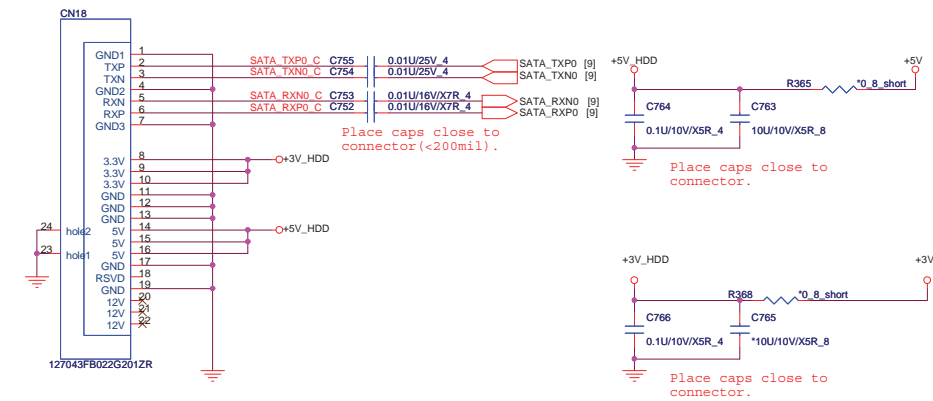 CN18
GND1 1
TXP 2 SATA_TXP0_C C755 0.01U/25V_4 SATA_TXP0 [9]
TXN 3 SATA_TXN0_C C754 0.01U/25V_4 SATA_TXN0 [9]
GND2 4
RXN 5 SATA_RXN0_C C753 0.01U/16V/X7R_4 SATA_RXN0 [9]
RXP 6 SATA_RXP0_C C752 0.01U/16V/X7R_4 SATA_RXP0 [9]
GND3 7
Place caps close to
connector(<200mil).
3.3V 8 +3V_HDD
3.3V 9
3.3V 10
GND 11
GND 12
GND 13
24 hole2 5V 14 +5V_HDD
5V 15
23 hole1 5V 16
GND 17
RSVD 18
GND 19
12V 20
12V 21
12V 22
127043FB022G201ZR
+5V_HDD +5V
R365 *0_8_short
C764 C763
0.1U/10V/X5R_4 10U/10V/X5R_8
Place caps close to
connector.
+3V_HDD +3V
R368 *0_8_short
C766 C765
0.1U/10V/X5R_4 *10U/10V/X5R_8
Place caps close to
connector.